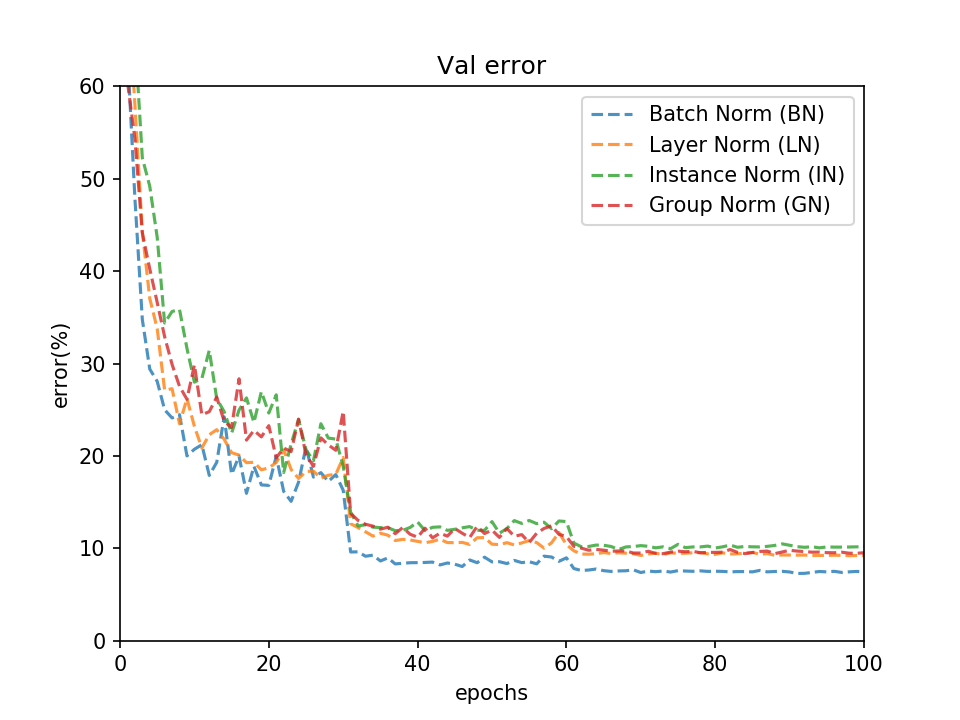 Val error
60
50
40
30
20
10
0
error(%)
Batch Norm (BN)
Layer Norm (LN)
Instance Norm (IN)
Group Norm (GN)
0 20 40 60 80 100
epochs